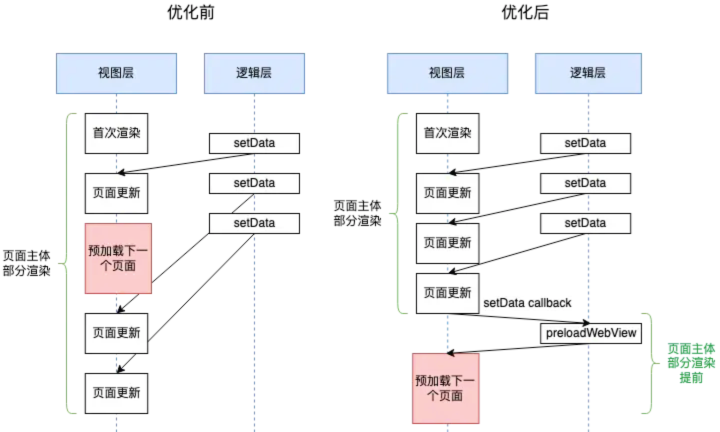 优化前
优化后
视图层
逻辑层
视图层
逻辑层
首次渲染
setData
页面更新
setData
setData
预加载下一
个页面
页面更新
页面更新
页面主体
部分渲染
首次渲染
setData
页面更新
setData
页面更新
setData
页面更新
页面主体
部分渲染
setData callback
preloadWebView
预加载下一
个页面
页面主体
部分渲染
提前